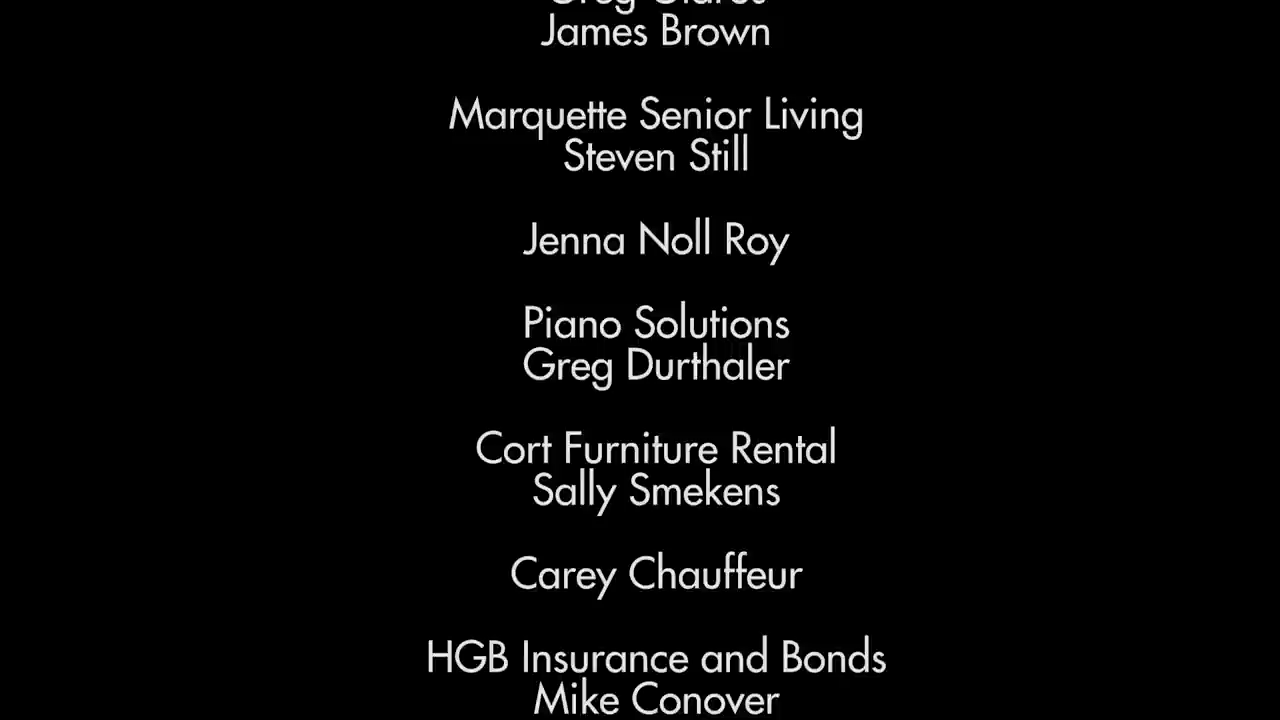 James Brown
Marquette Senior Living
Steven Still
Jenna Noll Roy
Piano Solutions
Greg Durthaler
Cort Furniture Rental
Sally Smekens
Carey Chauffeur
HGB Insurance and Bonds
Mike Conover